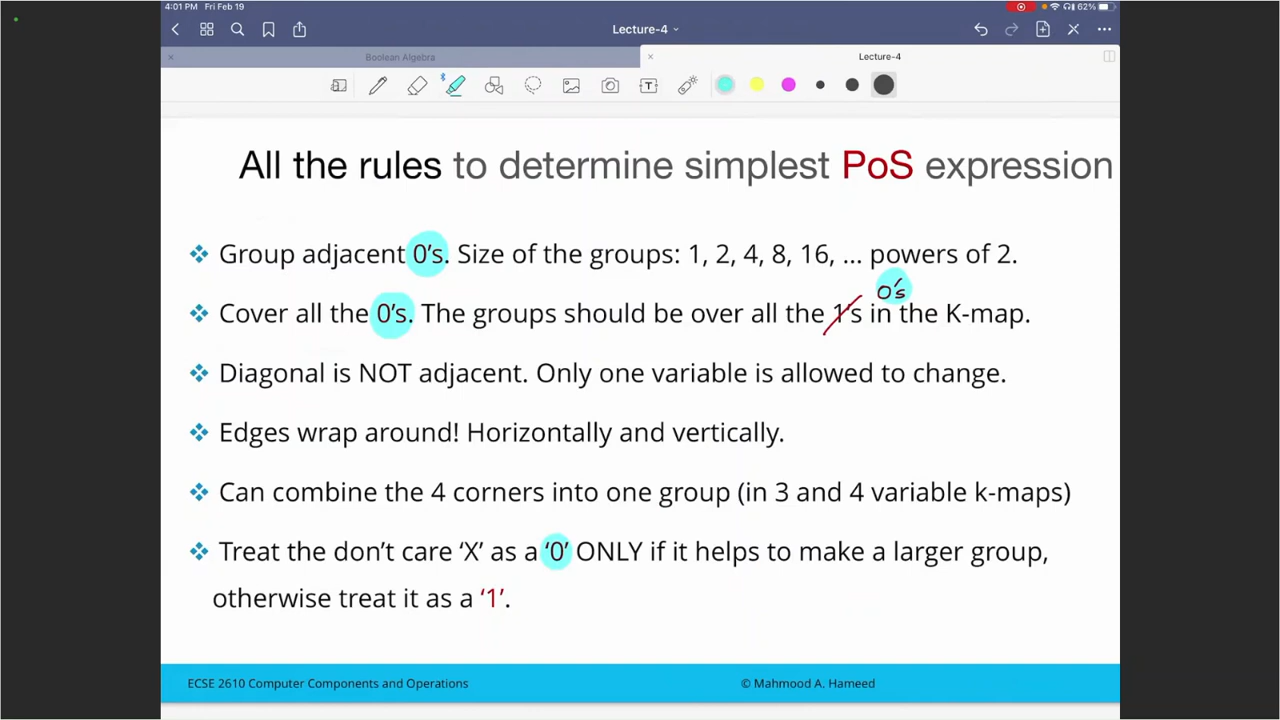 4:01 PM Fri Feb 19
62%
Lecture-4
Boolean Algebra
Lecture-4
T
All the rules to determine simplest PoS expression
❖ Group adjacent 0's. Size of the groups: 1, 2, 4, 8, 16, ... powers of 2.
0's
❖ Cover all the 0's. The groups should be over all the 1's in the K-map.
❖ Diagonal is NOT adjacent. Only one variable is allowed to change.
❖ Edges wrap around! Horizontally and vertically.
❖ Can combine the 4 corners into one group (in 3 and 4 variable k-maps)
❖ Treat the don't care ‘X’ as a ‘0’ ONLY if it helps to make a larger group,
otherwise treat it as a ‘1’.
ECSE 2610 Computer Components and Operations
© Mahmood A. Hameed